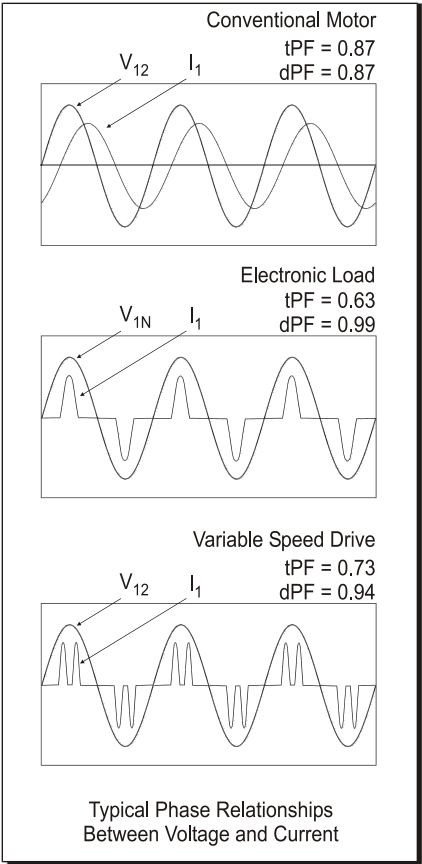 Conventional Motor
tPF = 0.87
dPF = 0.87
V12 I1
Electronic Load
tPF = 0.63
dPF = 0.99
V1N I1
Variable Speed Drive
tPF = 0.73
dPF = 0.94
V12 I1
Typical Phase Relationships
Between Voltage and Current